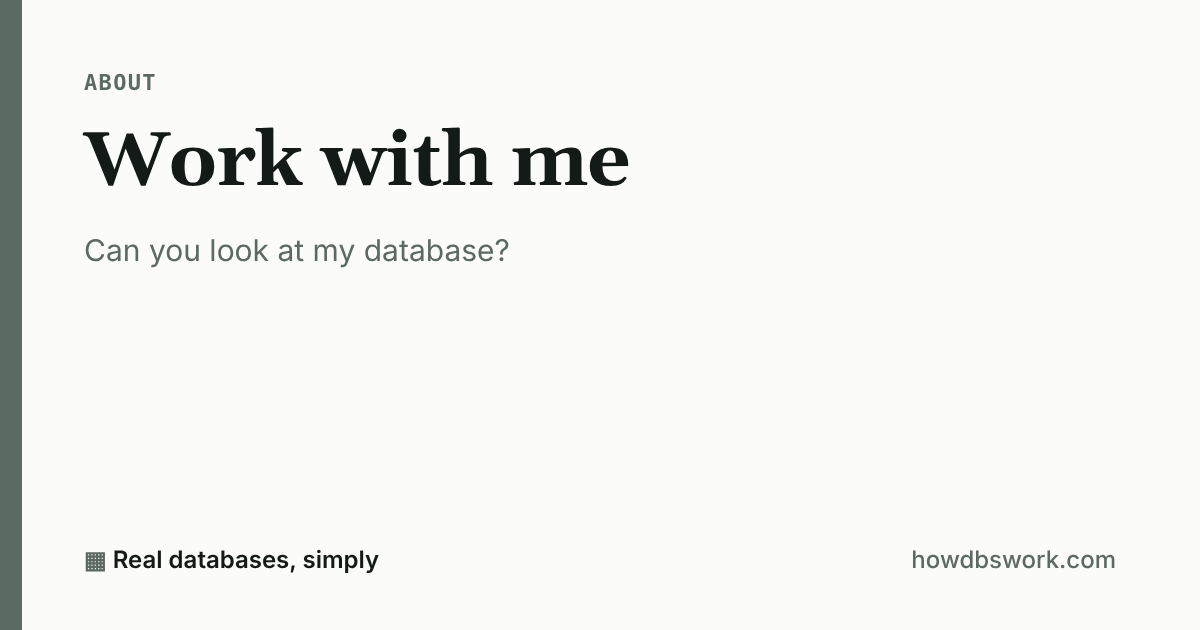 ABOUT
Work with me
Can you look at my database?
▦ Real databases, simply
howdbswork.com